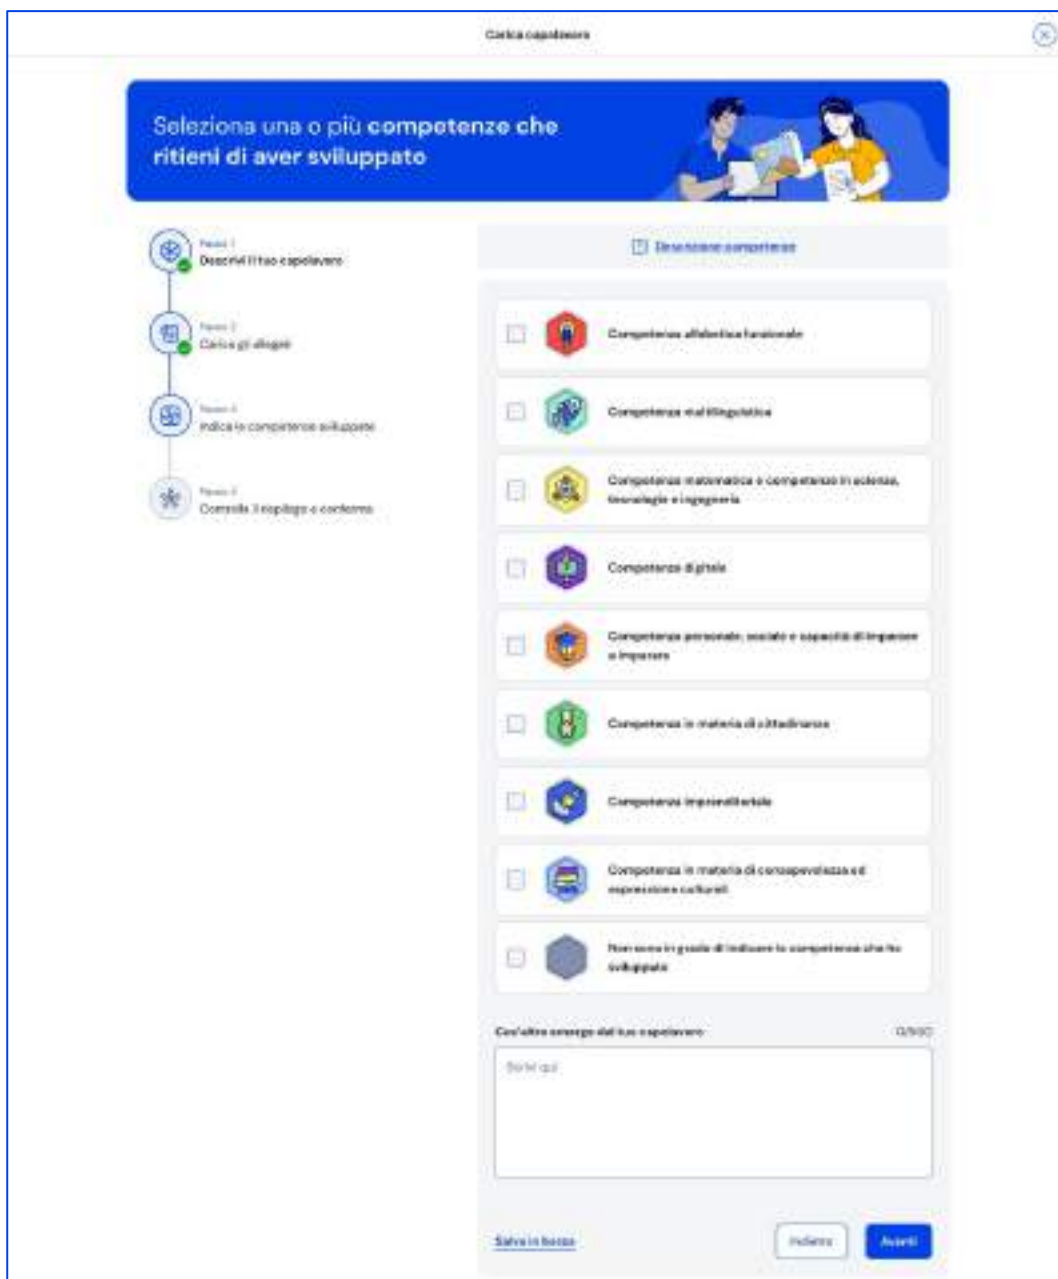 Carica capolavoro
Seleziona una o più competenze che
ritieni di aver sviluppato
Passo 1
Descrivi il tuo capolavoro
Passo 2
Carica gli allegati
Passo 3
Indica le competenze sviluppate
Passo 4
Controlla il riepilogo e conferma
Descrizione competenze
Competenza alfabetica funzionale
Competenza multilinguistica
Competenza matematica e competenze in scienze,
tecnologie e ingegneria
Competenza digitale
Competenza personale, sociale e capacità di imparare
a imparare
Competenza in materia di cittadinanza
Competenza imprenditoriale
Competenza in materia di consapevolezza ed
espressione culturali
Non sono in grado di indicare le competenze che ho
sviluppato
Cos'altro emerge dal tuo capolavoro
Scrivi qui
Salva in bozza
Indietro
Avanti